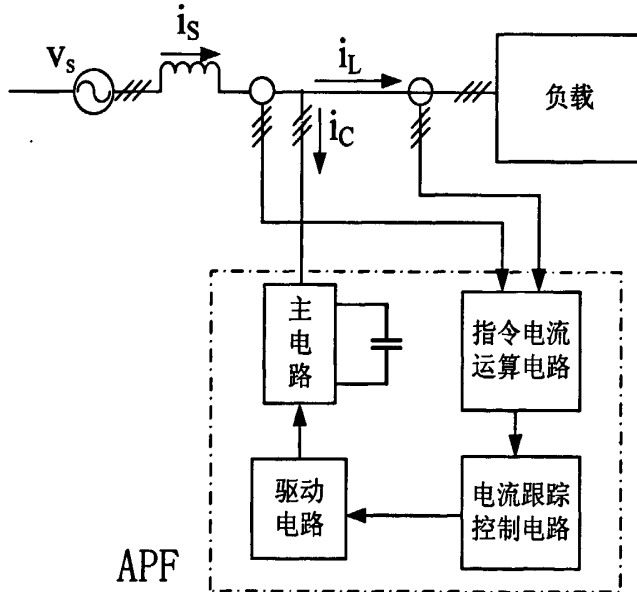 i_S
v_s
i_L
负载
i_C
主
电
路
指令电流
运算电路
驱动
电路
电流跟踪
控制电路
APF